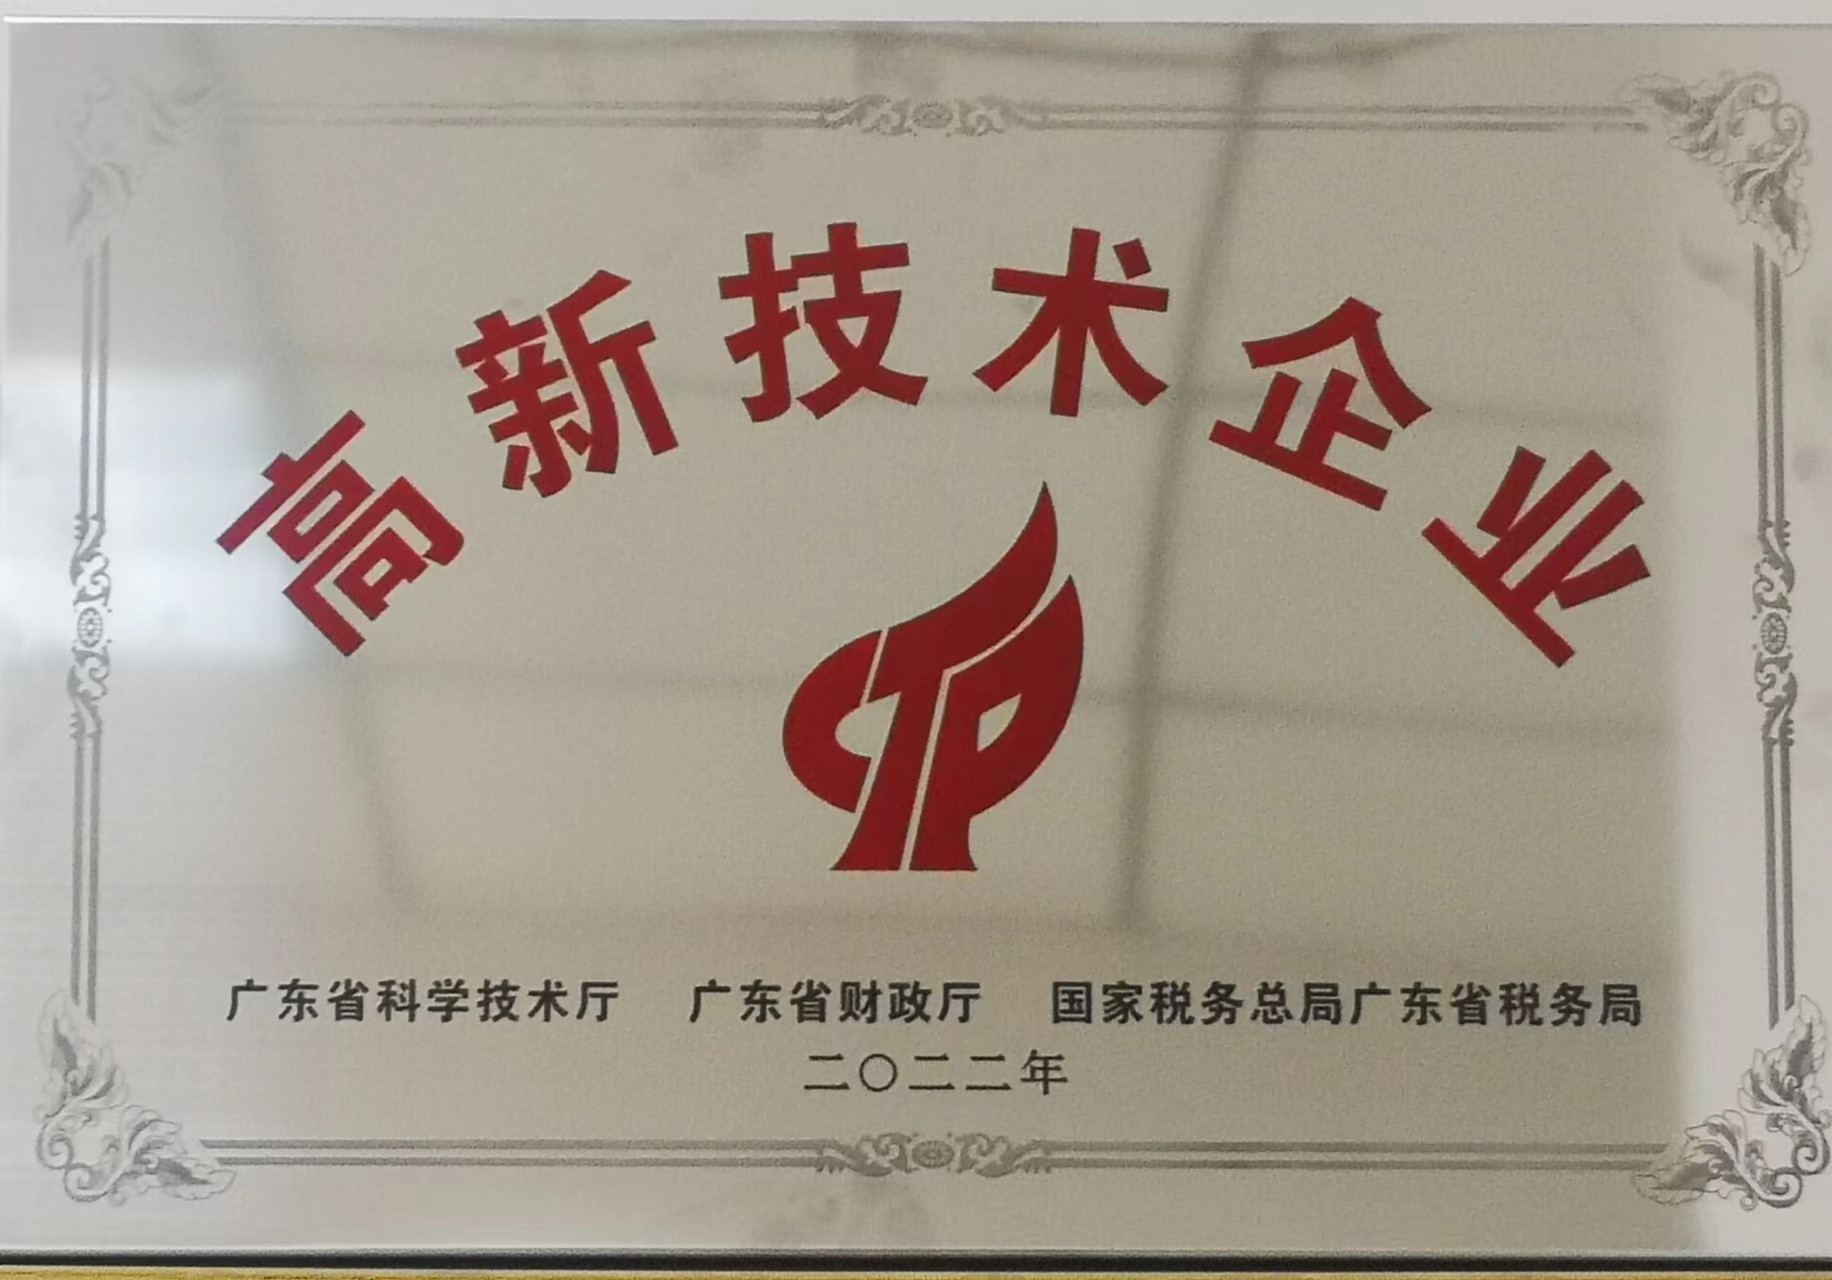 高新技术企业
广东省科学技术厅 广东省财政厅 国家税务总局广东省税务局
二〇二二年